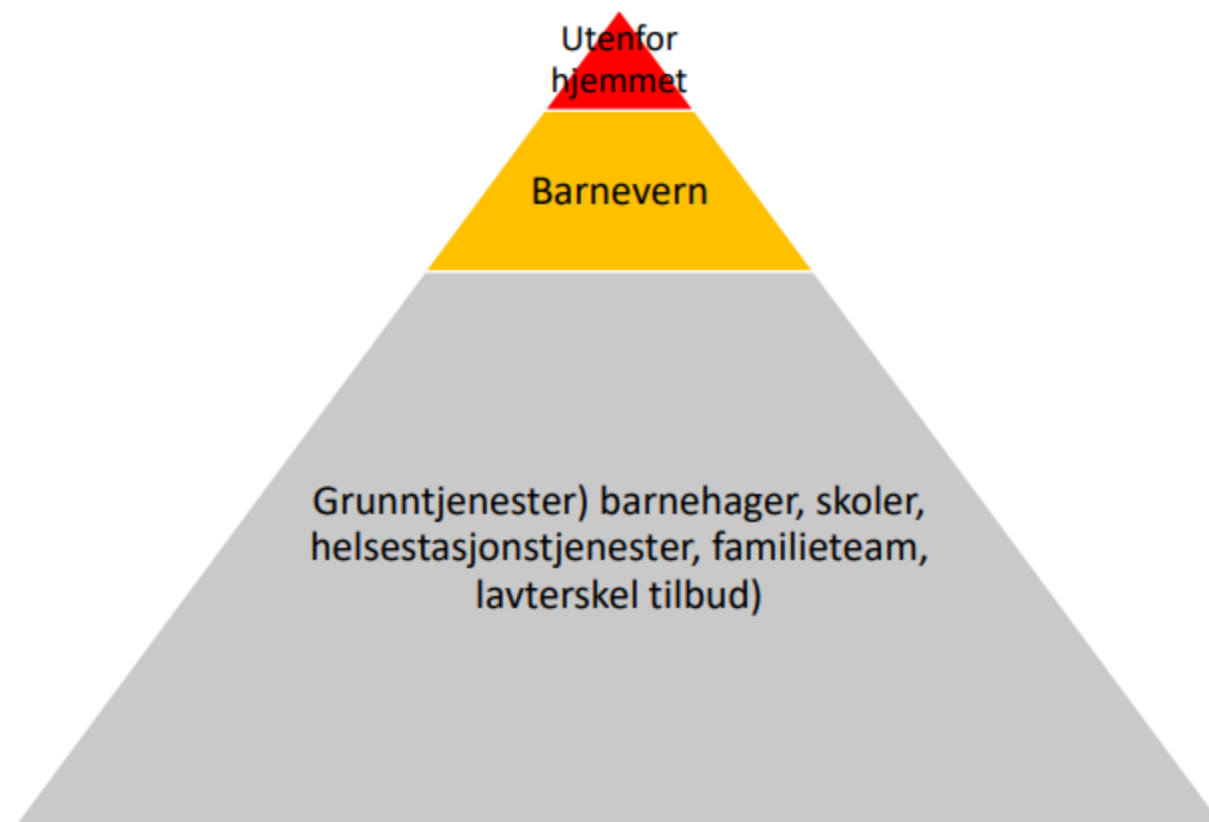 Utenfor
hjemmet
Barnevern
Grunntjenester) barnehager, skoler,
helsestasjonstjenester, familieteam,
lavterskel tilbud)